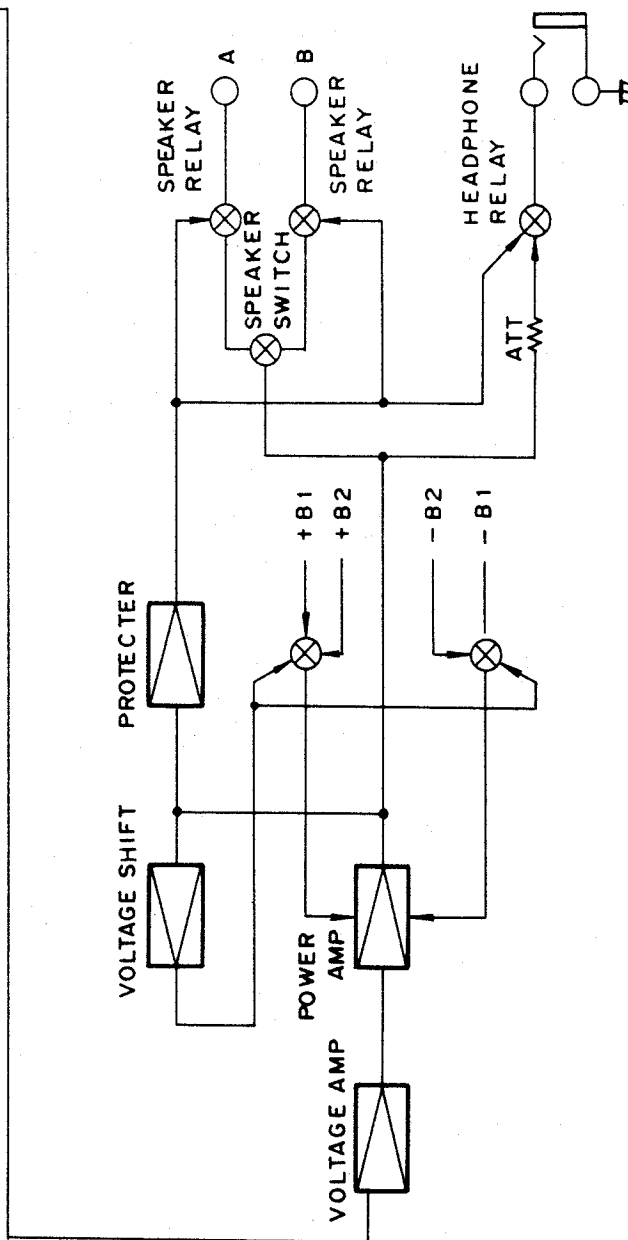 SPEAKER
RELAY
A
B
SPEAKER
SWITCH
SPEAKER
RELAY
HEADPHONE
RELAY
ATT
+B1
+B2
-B2
-B1
PROTECTER
VOLTAGE SHIFT
POWER
AMP
VOLTAGE AMP